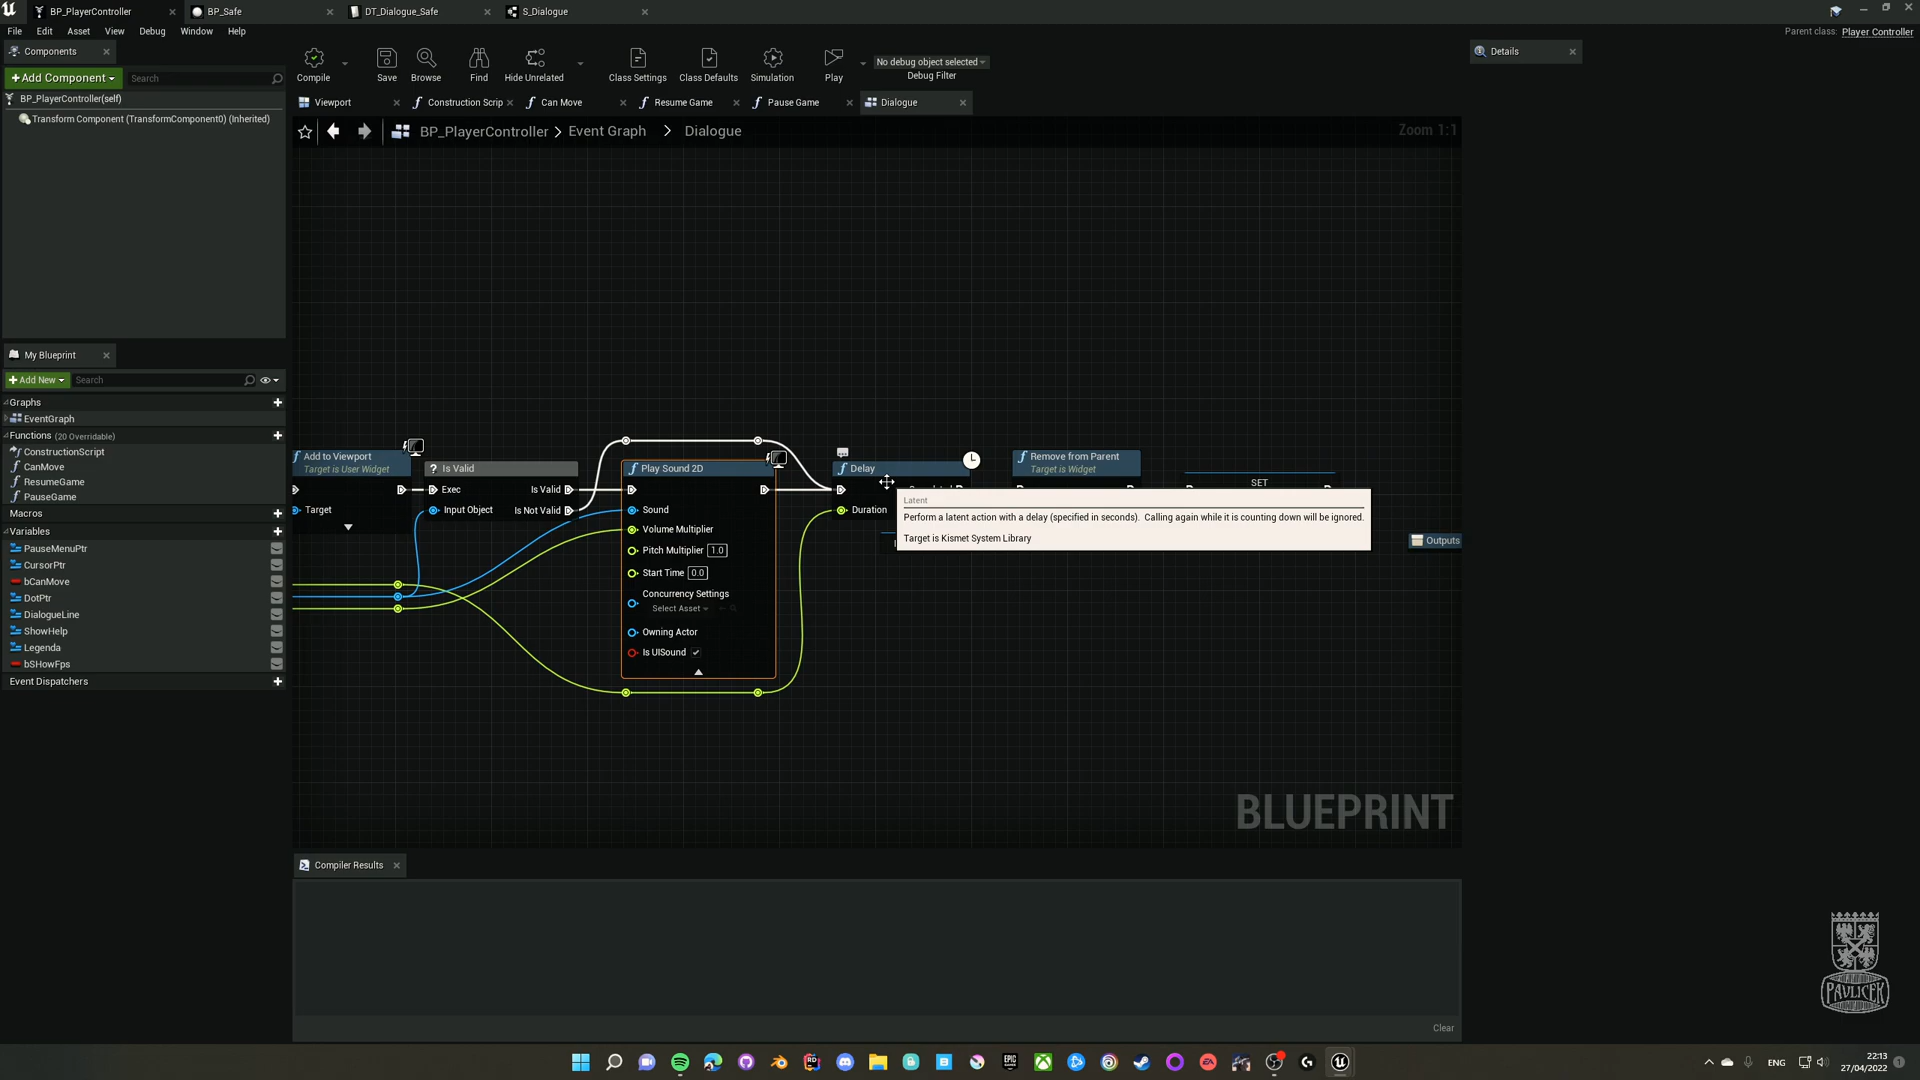 BP_PlayerController
BP_Safe
DT_Dialogue_Safe
S_Dialogue
File Edit Asset View Debug Window Help
Parent class: Player Controller
Components
Details
Add Component
Search
Compile
Save
Browse
Find
Hide Unrelated
Class Settings
Class Defaults
Simulation
Play
No debug object selected
Debug Filter
BP_PlayerController(self)
Transform Component (TransformComponent0) (Inherited)
Viewport
Construction Scrip
Can Move
Resume Game
Pause Game
Dialogue
BP_PlayerController > Event Graph > Dialogue
Zoom 1:1
My Blueprint
Add New
Search
Graphs
EventGraph
Functions (20 Overridable)
ConstructionScript
CanMove
ResumeGame
PauseGame
Macros
Variables
PauseMenuPtr
CursorPtr
bCanMove
DotPtr
DialogueLine
ShowHelp
Legenda
bSHowFps
Event Dispatchers
Add to Viewport
Target is User Widget
Target
Is Valid
Exec
Is Valid
Input Object
Is Not Valid
Play Sound 2D
Sound
Volume Multiplier
Pitch Multiplier 1.0
Start Time 0.0
Concurrency Settings
Select Asset
Owning Actor
Is UISound
Delay
Duration
Remove from Parent
Target is Widget
SET
Outputs
Latent
Perform a latent action with a delay (specified in seconds). Calling again while it is counting down will be ignored.
Target is Kismet System Library
BLUEPRINT
Compiler Results
Clear
PAVLICEK
ENG
22:13
27/04/2022